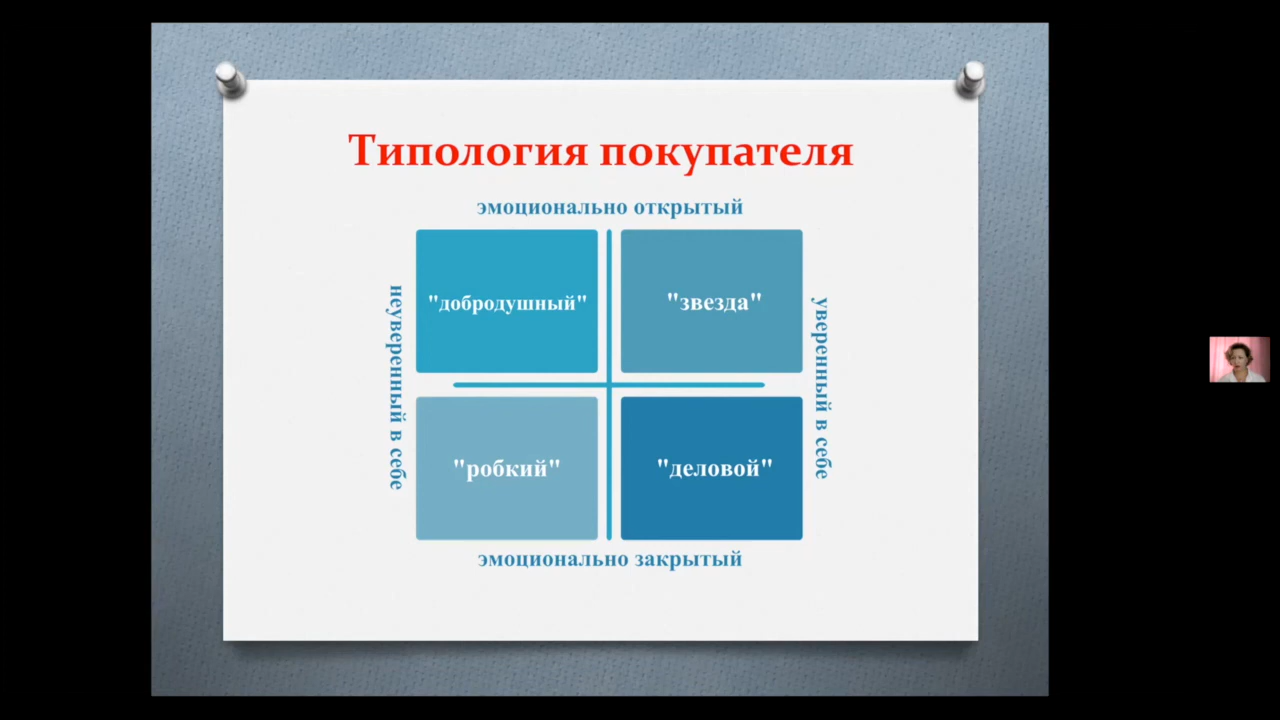 Типология покупателя
эмоционально открытый
неуверенный в себе
"добродушный"
"звезда"
уверенный в себе
"робкий"
"деловой"
эмоционально закрытый